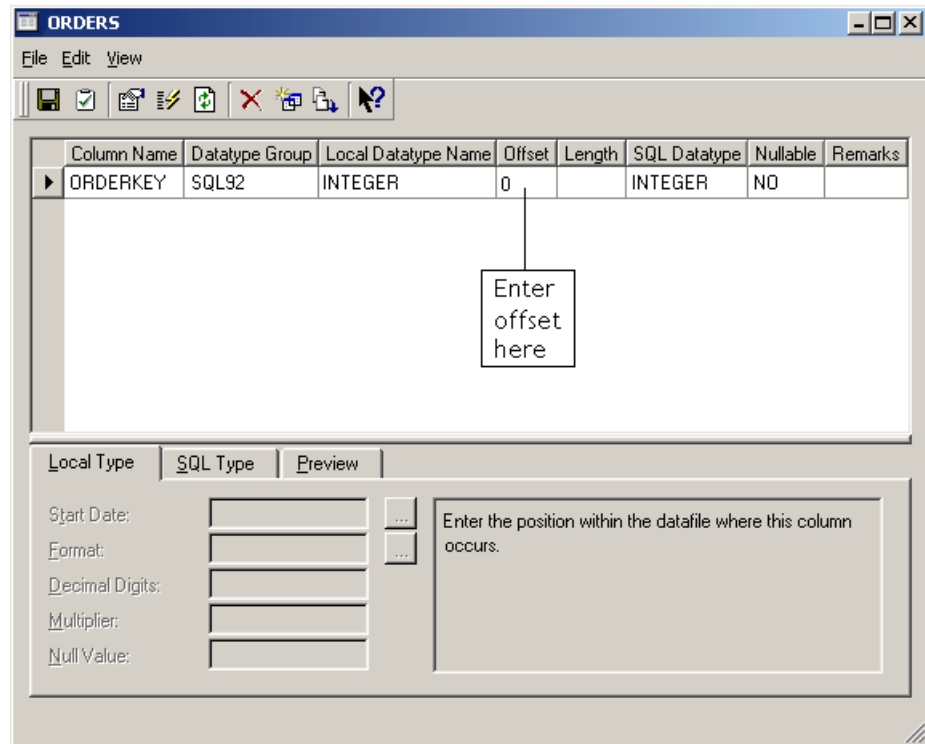 ORDERS
File Edit View
Column Name Datatype Group Local Datatype Name Offset Length SQL Datatype Nullable Remarks
ORDERKEY SQL92 INTEGER 0 INTEGER NO
Enter
offset
here
Local Type SQL Type Preview
Start Date: ...
Format: ...
Decimal Digits:
Multiplier:
Null Value:
Enter the position within the datafile where this column
occurs.